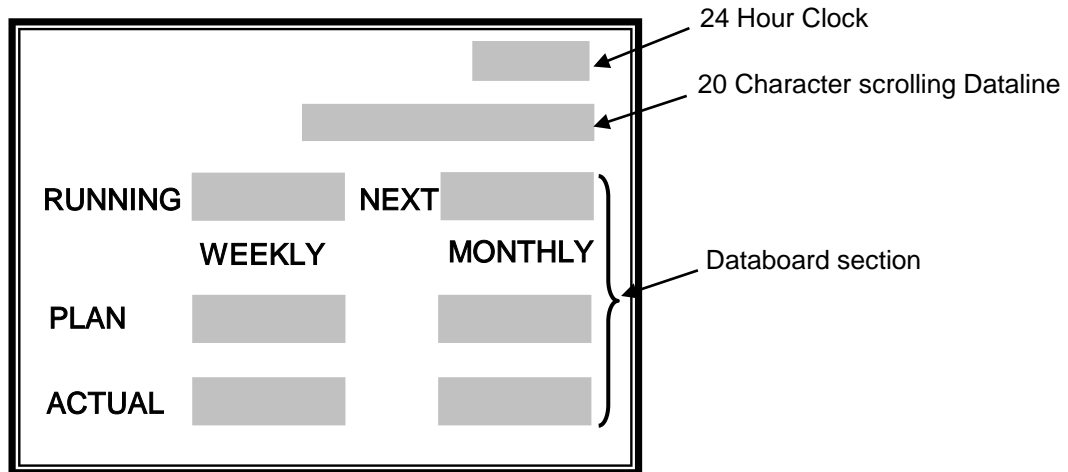 24 Hour Clock
20 Character scrolling Dataline
RUNNING NEXT
WEEKLY MONTHLY
Databoard section
PLAN
ACTUAL